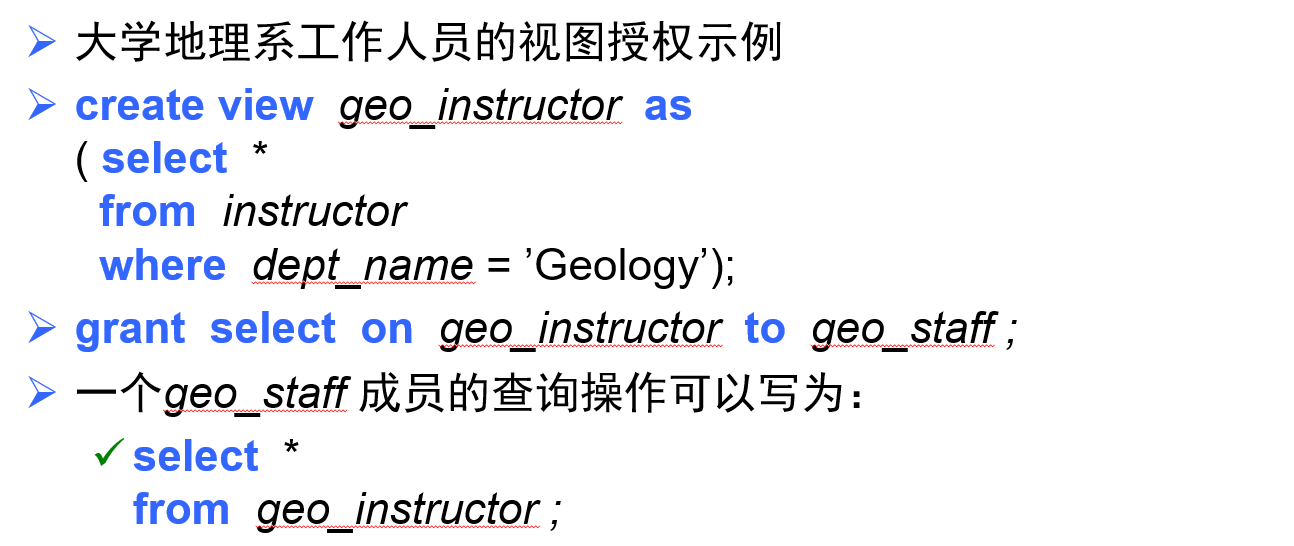 大学地理系工作人员的视图授权示例
create view geo_instructor as
( select *
from instructor
where dept_name = ’Geology’);
grant select on geo_instructor to geo_staff ;
一个geo_staff 成员的查询操作可以写为：
select *
from geo_instructor ;